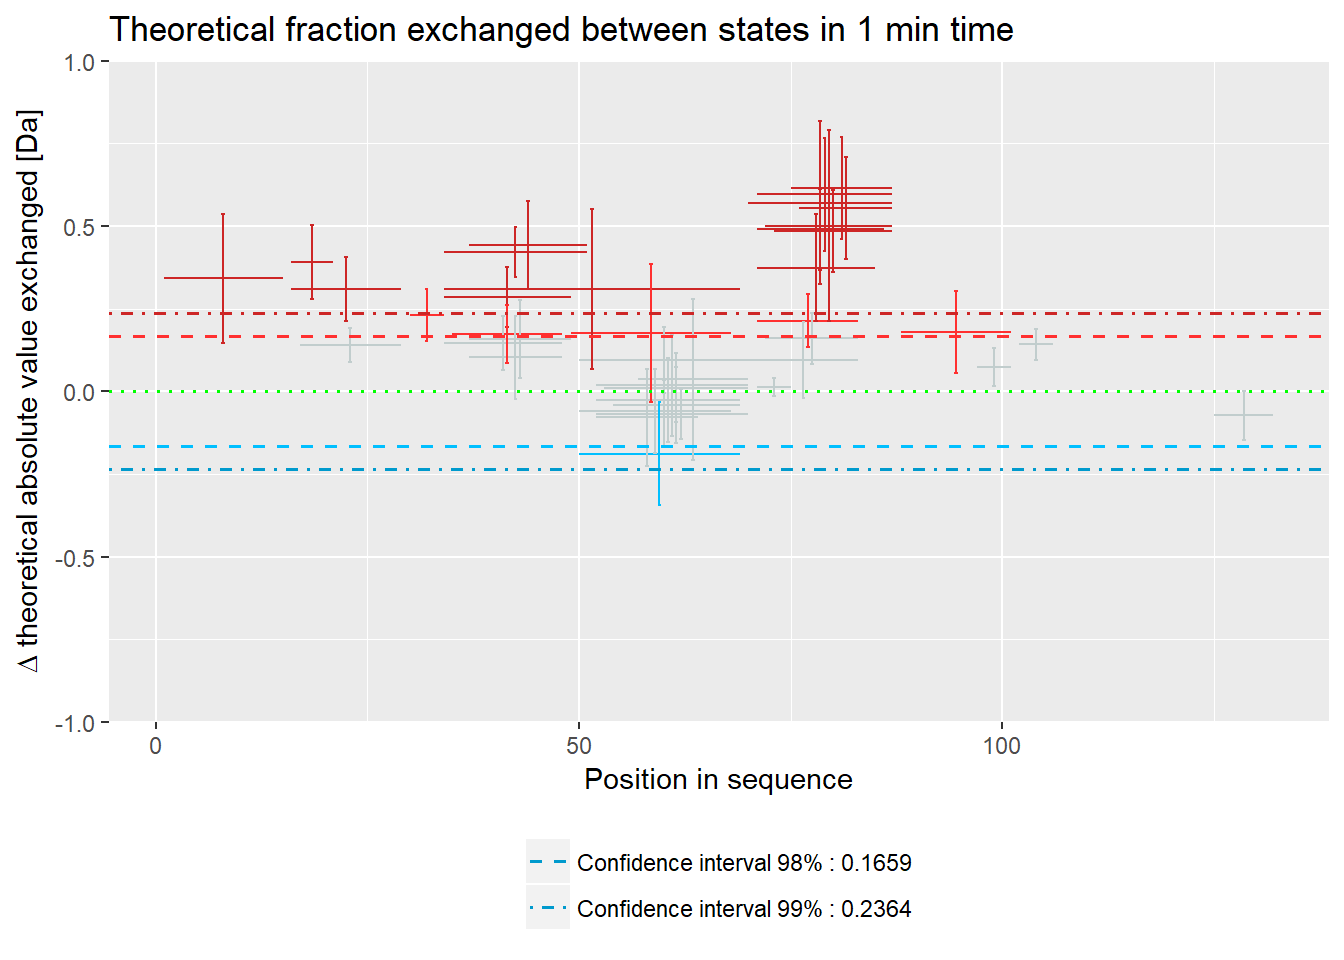 Theoretical fraction exchanged between states in 1 min time
Δ theoretical absolute value exchanged [Da]
1.0
0.5
0.0
-0.5
-1.0
0 50 100
Position in sequence
Confidence interval 98% : 0.1659
Confidence interval 99% : 0.2364